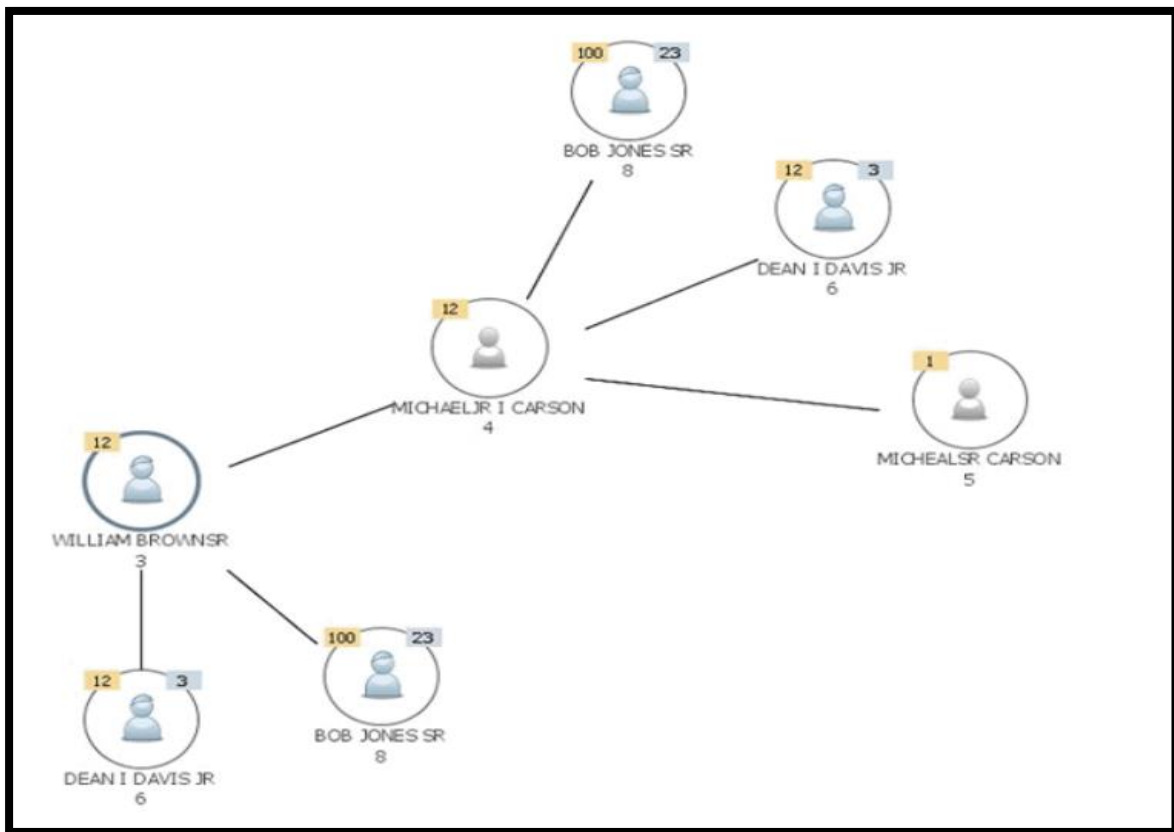 100 23
BOB JONES SR
8
12 3
DEAN I DAVIS JR
6
12
MICHAELJR I CARSON
4
1
MICHEALSR CARSON
5
12
WILLIAM BROWNSR
3
100 23
BOB JONES SR
8
12 3
DEAN I DAVIS JR
6